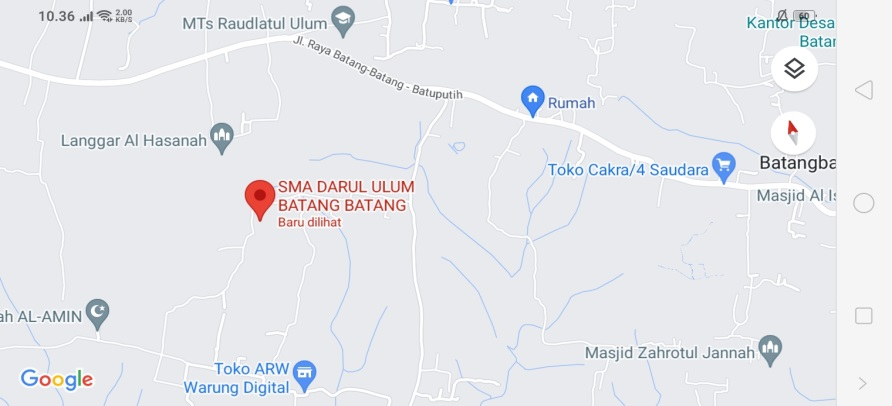 10.36
2.00
KB/S
60
MTs Raudlatul Ulum
Kantor Desa
Batar
Jl. Raya Batang-Batang - Batuputih
Rumah
Langgar Al Hasanah
Toko Cakra/4 Saudara
Batangba
SMA DARUL ULUM
BATANG BATANG
Baru dilihat
Masjid Al Is
ah AL-AMIN
Masjid Zahrotul Jannah
Toko ARW
Warung Digital
Google